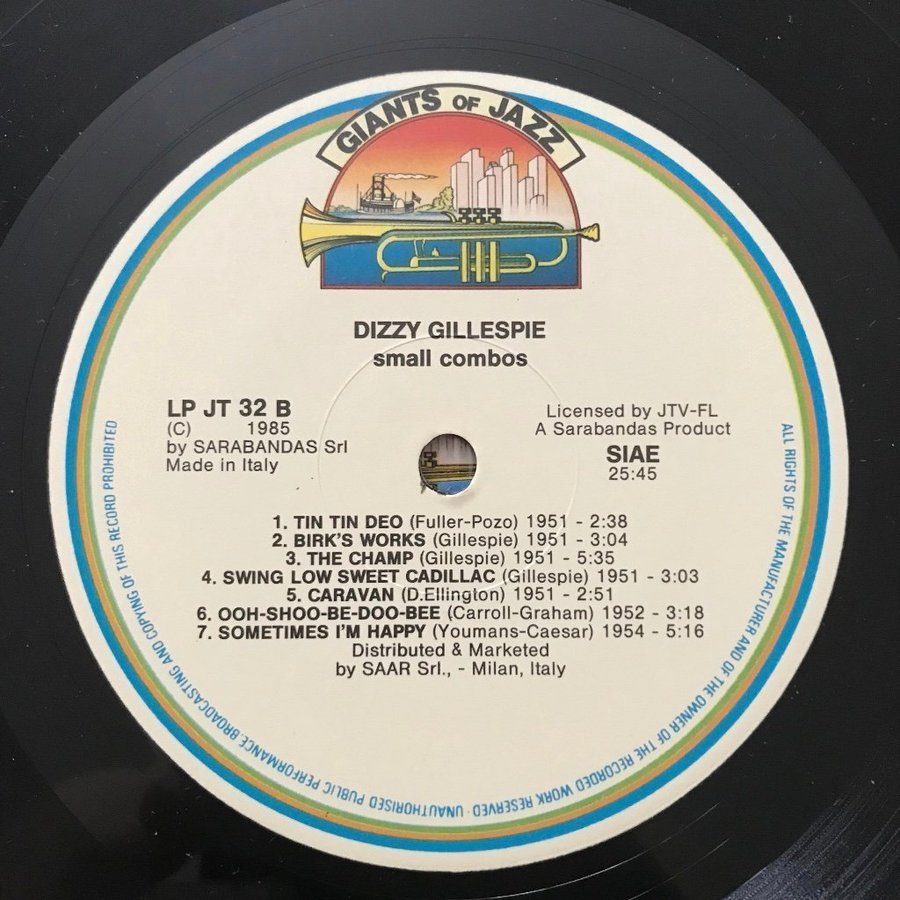 GIANTS OF JAZZ
DIZZY GILLESPIE
small combos
LP JT 32 B
(C) 1985
by SARABANDAS Srl
Made in Italy
Licensed by JTV-FL
A Sarabandas Product
SIAE
25:45
1. TIN TIN DEO (Fuller-Pozo) 1951 - 2:38
2. BIRK'S WORKS (Gillespie) 1951 - 3:04
3. THE CHAMP (Gillespie) 1951 - 5:35
4. SWING LOW SWEET CADILLAC (Gillespie) 1951 - 3:03
5. CARAVAN (D.Ellington) 1951 - 2:51
6. OOH-SHOO-BE-DOO-BEE (Carroll-Graham) 1952 - 3:18
7. SOMETIMES I'M HAPPY (Youmans-Caesar) 1954 - 5:16
Distributed & Marketed
by SAAR Srl., - Milan, Italy
ALL RIGHTS OF THE MANUFACTURER AND OF THE OWNER OF THE RECORDED WORK RESERVED · UNAUTHORISED PUBLIC PERFORMANCE. BROADCASTING AND COPYING OF THIS RECORD PROHIBITED